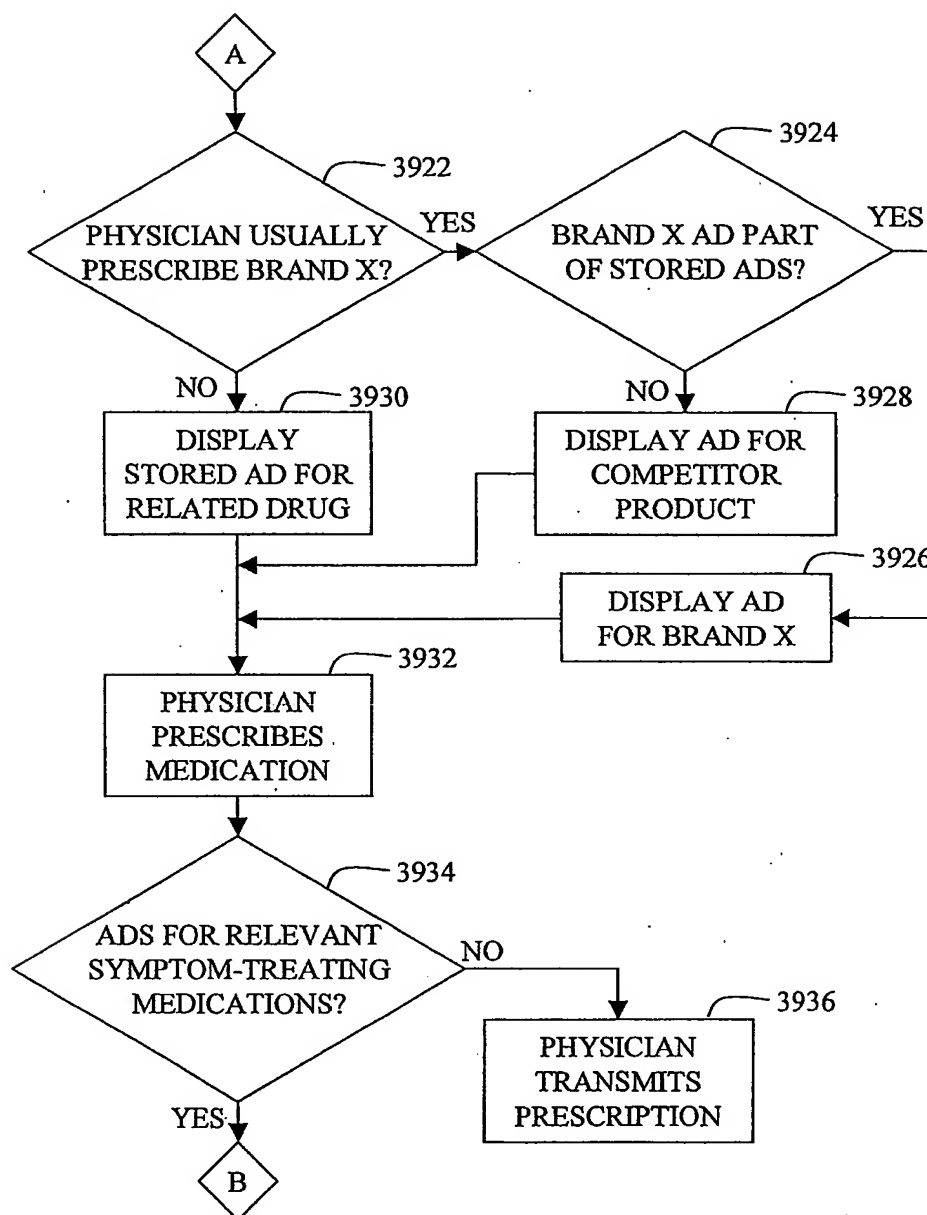 A
3922
PHYSICIAN USUALLY
PRESCRIBE BRAND X?
YES
3924
BRAND X AD PART
OF STORED ADS?
YES
NO
3930
DISPLAY
STORED AD FOR
RELATED DRUG
NO
3928
DISPLAY AD FOR
COMPETITOR
PRODUCT
3926
DISPLAY AD
FOR BRAND X
3932
PHYSICIAN
PRESCRIBES
MEDICATION
3934
ADS FOR RELEVANT
SYMPTOM-TREATING
MEDICATIONS?
NO
3936
PHYSICIAN
TRANSMITS
PRESCRIPTION
YES
B